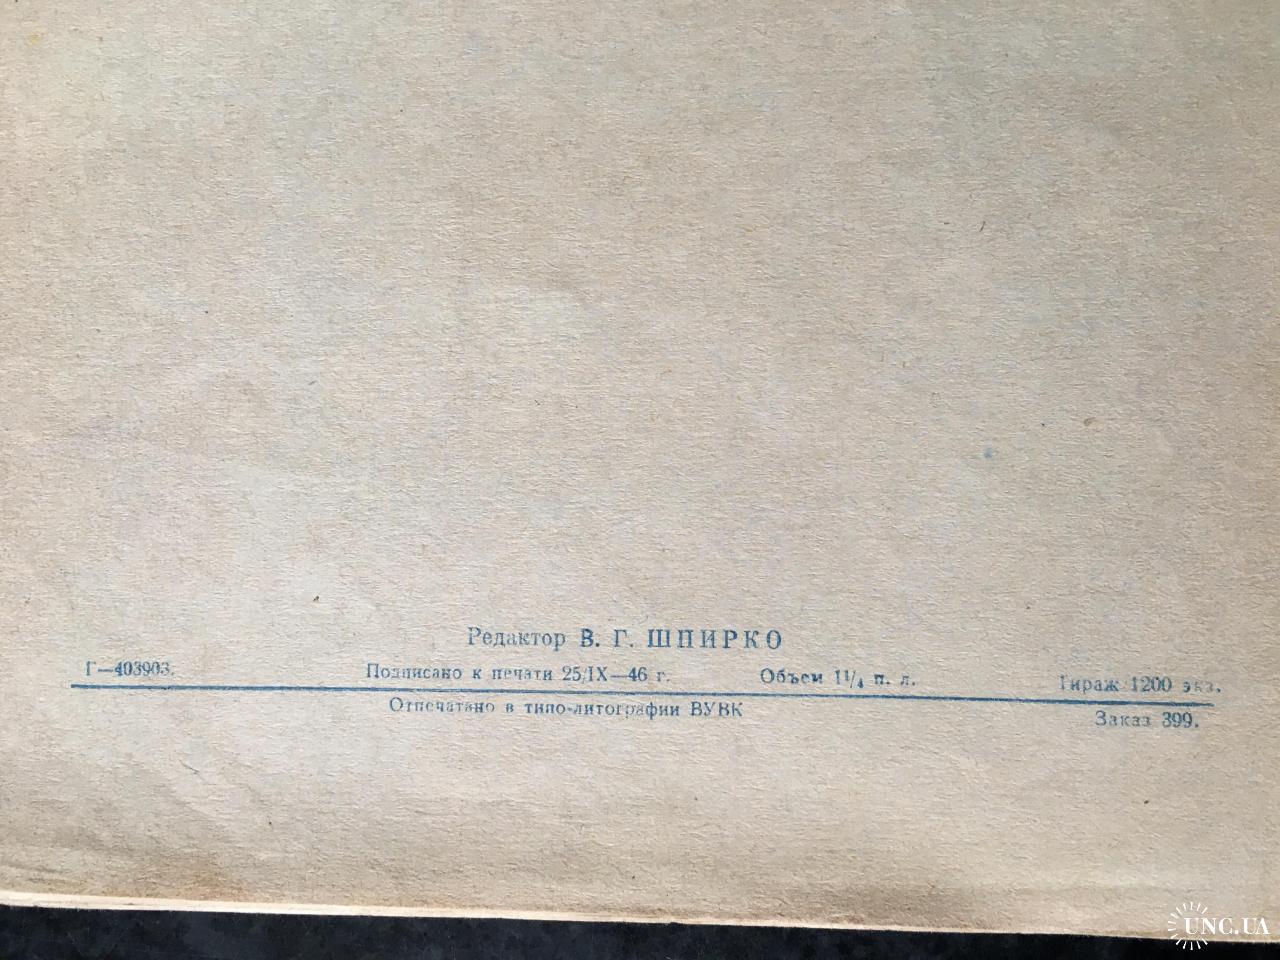 Редактор В. Г. ШПИРКО
Г—403903. Подписано к печати 25/IX—46 г. Объем 1¹/₄ п. л. Тираж 1200 экз.
Отпечатано в типо-литографии ВУВК Заказ 399.
UNC.UA